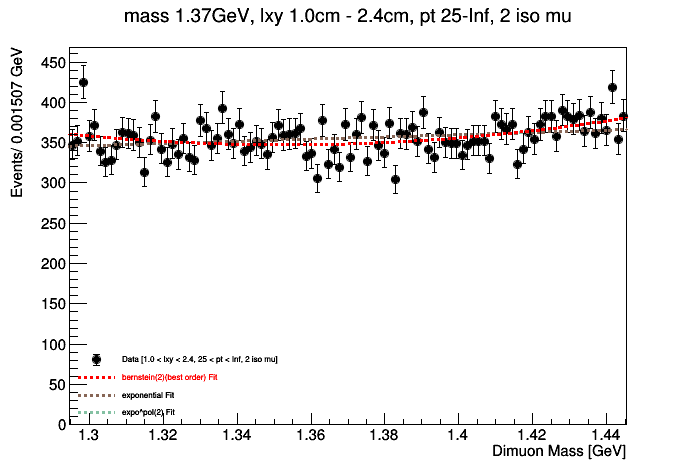 mass 1.37GeV, lxy 1.0cm - 2.4cm, pt 25-Inf, 2 iso mu
Events/ 0.001507 GeV
450
400
350
300
250
200
150
100
50
0
Data [1.0 < lxy < 2.4, 25 < pt < Inf, 2 iso mu]
bernstein(2)(best order) Fit
exponential Fit
expo^pol(2) Fit
1.3 1.32 1.34 1.36 1.38 1.4 1.42 1.44
Dimuon Mass [GeV]